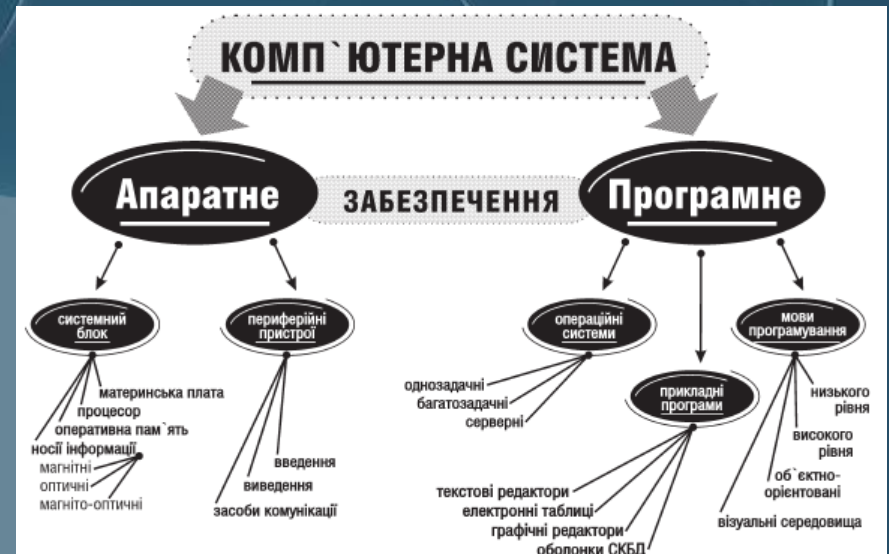 КОМП`ЮТЕРНА СИСТЕМА
Апаратне
ЗАБЕЗПЕЧЕННЯ
Програмне
системний
блок
материнська плата
процесор
оперативна пам`ять
носії інформації
магнітні
оптичні
магніто-оптичні
периферійні
пристрої
введення
виведення
засоби комунікації
операційні
системи
однозадачні
багатозадачні
серверні
прикладні
програми
текстові редактори
електронні таблиці
графічні редактори
оболонки СКБД
мови
програмування
низького
рівня
високого
рівня
об`єктно-
орієнтовані
візуальні середовища